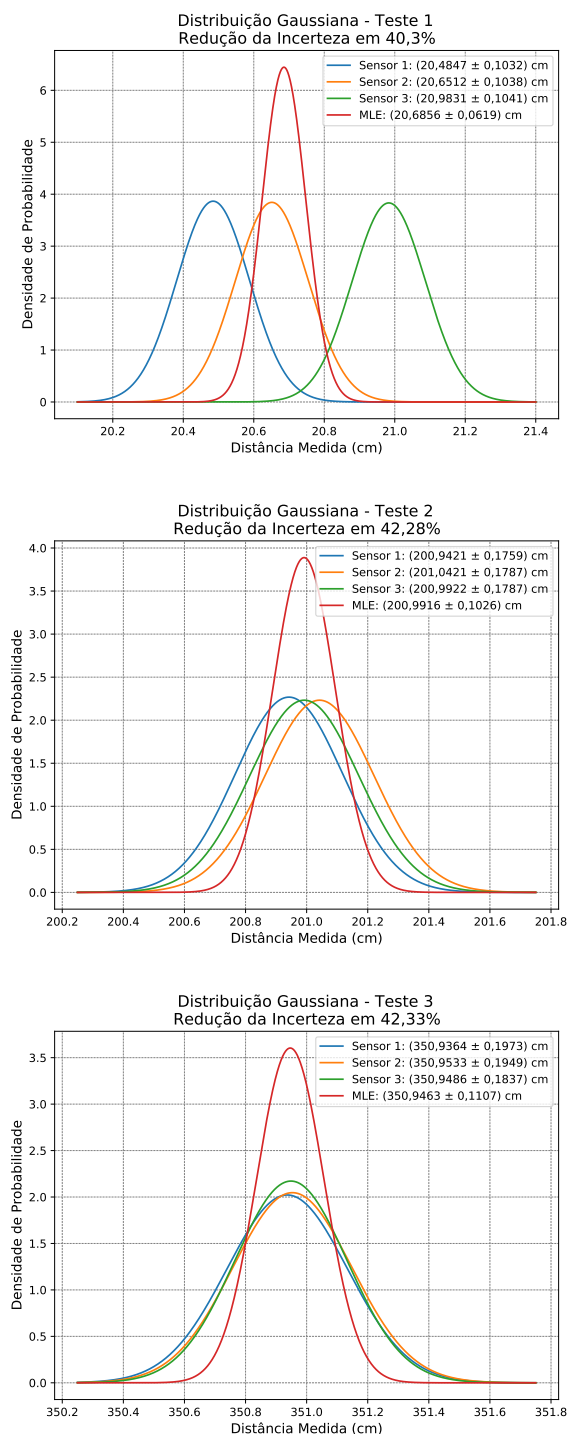 Distribuição Gaussiana - Teste 1
Redução da Incerteza em 40,3%
Sensor 1: (20,4847 ± 0,1032) cm
Sensor 2: (20,6512 ± 0,1038) cm
Sensor 3: (20,9831 ± 0,1041) cm
MLE: (20,6856 ± 0,0619) cm
Densidade de Probabilidade
6
5
4
3
2
1
0
20.2 20.4 20.6 20.8 21.0 21.2 21.4
Distância Medida (cm)
Distribuição Gaussiana - Teste 2
Redução da Incerteza em 42,28%
Sensor 1: (200,9421 ± 0,1759) cm
Sensor 2: (201,0421 ± 0,1787) cm
Sensor 3: (200,9922 ± 0,1787) cm
MLE: (200,9916 ± 0,1026) cm
Densidade de Probabilidade
4.0
3.5
3.0
2.5
2.0
1.5
1.0
0.5
0.0
200.2 200.4 200.6 200.8 201.0 201.2 201.4 201.6 201.8
Distância Medida (cm)
Distribuição Gaussiana - Teste 3
Redução da Incerteza em 42,33%
Sensor 1: (350,9364 ± 0,1973) cm
Sensor 2: (350,9533 ± 0,1949) cm
Sensor 3: (350,9486 ± 0,1837) cm
MLE: (350,9463 ± 0,1107) cm
Densidade de Probabilidade
3.5
3.0
2.5
2.0
1.5
1.0
0.5
0.0
350.2 350.4 350.6 350.8 351.0 351.2 351.4 351.6 351.8
Distância Medida (cm)